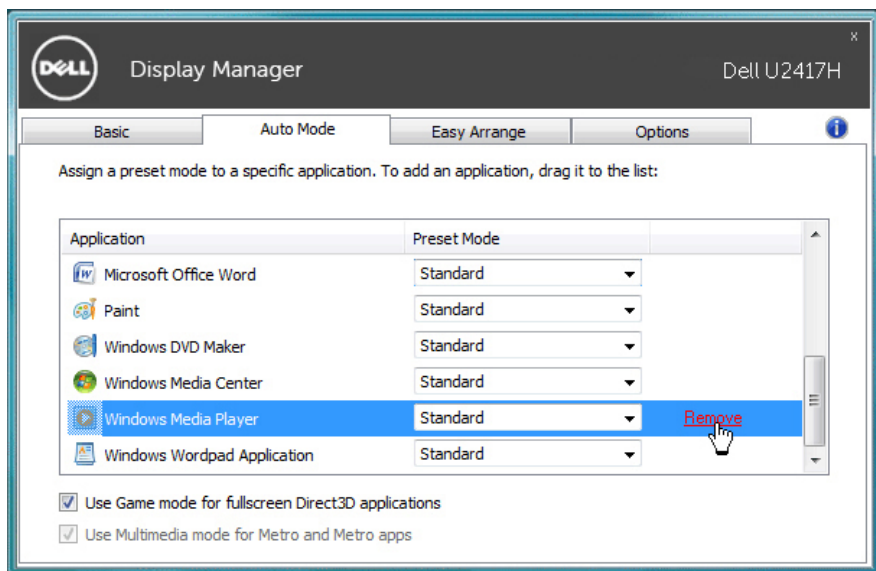 x
DELL Display Manager Dell U2417H
Basic Auto Mode Easy Arrange Options i
Assign a preset mode to a specific application. To add an application, drag it to the list:
Application Preset Mode
Microsoft Office Word Standard
Paint Standard
Windows DVD Maker Standard
Windows Media Center Standard
Windows Media Player Standard Remove
Windows Wordpad Application Standard
Use Game mode for fullscreen Direct3D applications
Use Multimedia mode for Metro and Metro apps